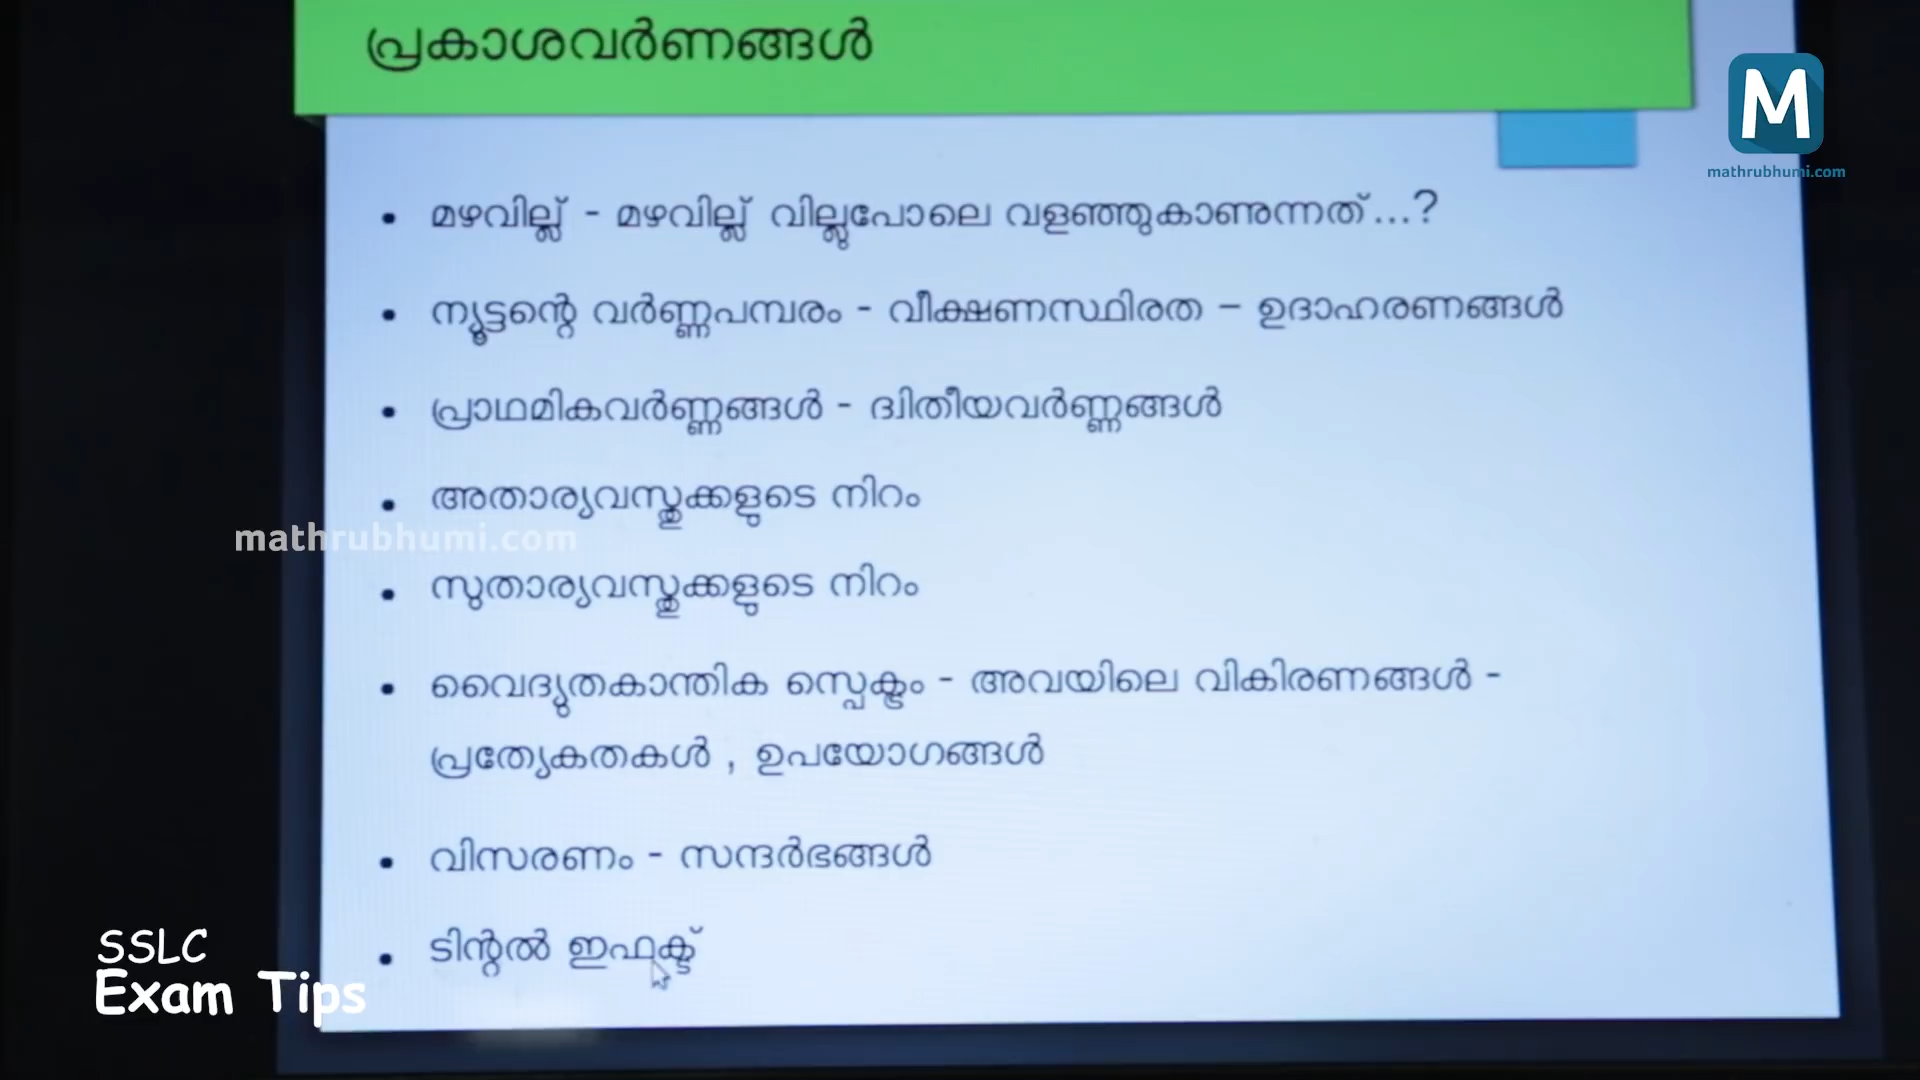 പ്രകാശവർണങ്ങൾ
M
mathrubhumi.com
• മഴവില്ല് - മഴവില്ല് വില്ലുപോലെ വളഞ്ഞുകാണുന്നത്...?
• ന്യൂട്ടന്റെ വർണ്ണപമ്പരം - വീക്ഷണസ്ഥിരത – ഉദാഹരണങ്ങൾ
• പ്രാഥമികവർണ്ണങ്ങൾ - ദ്വിതീയവർണ്ണങ്ങൾ
• അതാര്യവസ്തുക്കളുടെ നിറം
mathrubhumi.com
• സുതാര്യവസ്തുക്കളുടെ നിറം
• വൈദ്യുതകാന്തിക സ്പെക്ട്രം - അവയിലെ വികിരണങ്ങൾ -
പ്രത്യേകതകൾ , ഉപയോഗങ്ങൾ
• വിസരണം - സന്ദർഭങ്ങൾ
• ടിന്റൽ ഇഫക്ട്
SSLC
Exam Tips